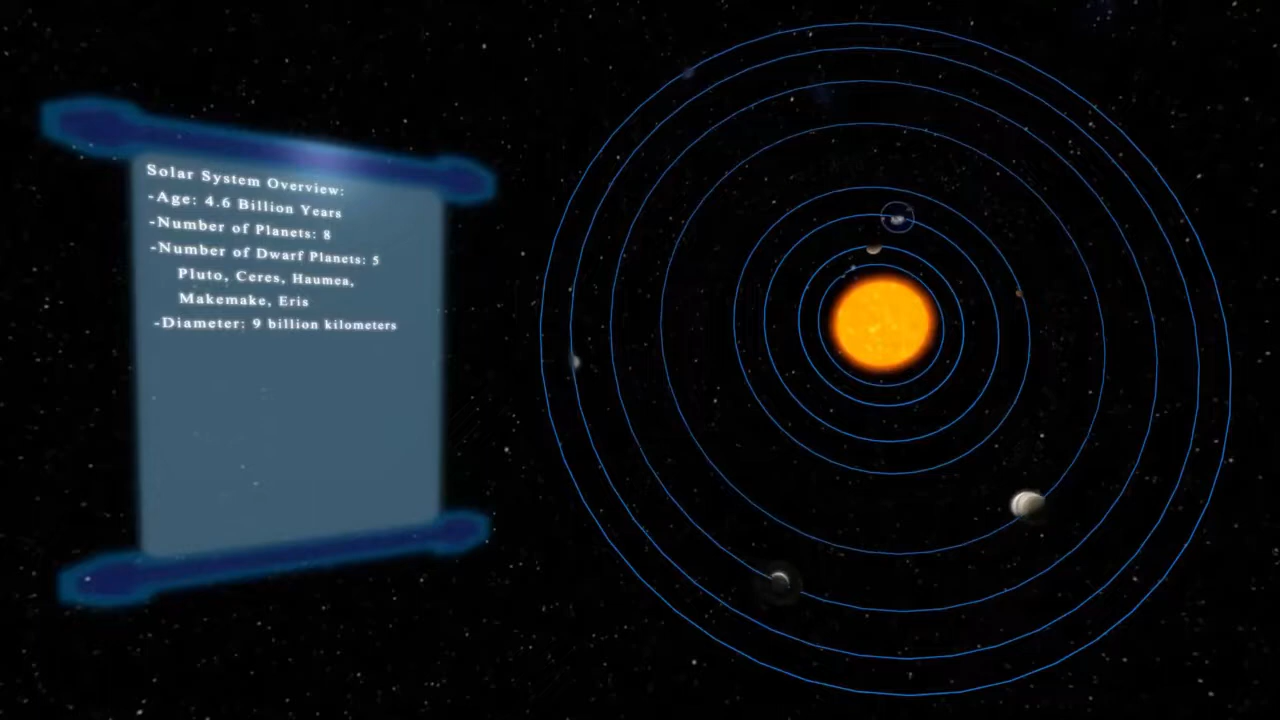 Solar System Overview:
-Age: 4.6 Billion Years
-Number of Planets: 8
-Number of Dwarf Planets: 5
Pluto, Ceres, Haumea,
Makemake, Eris
-Diameter: 9 billion kilometers